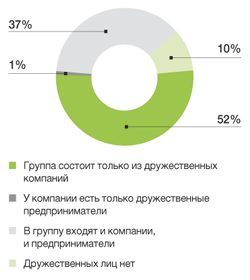 37%
10%
1%
52%
Группа состоит только из дружественных
компаний
У компании есть только дружественные
предприниматели
В группу входят и компании,
и предприниматели
Дружественных лиц нет